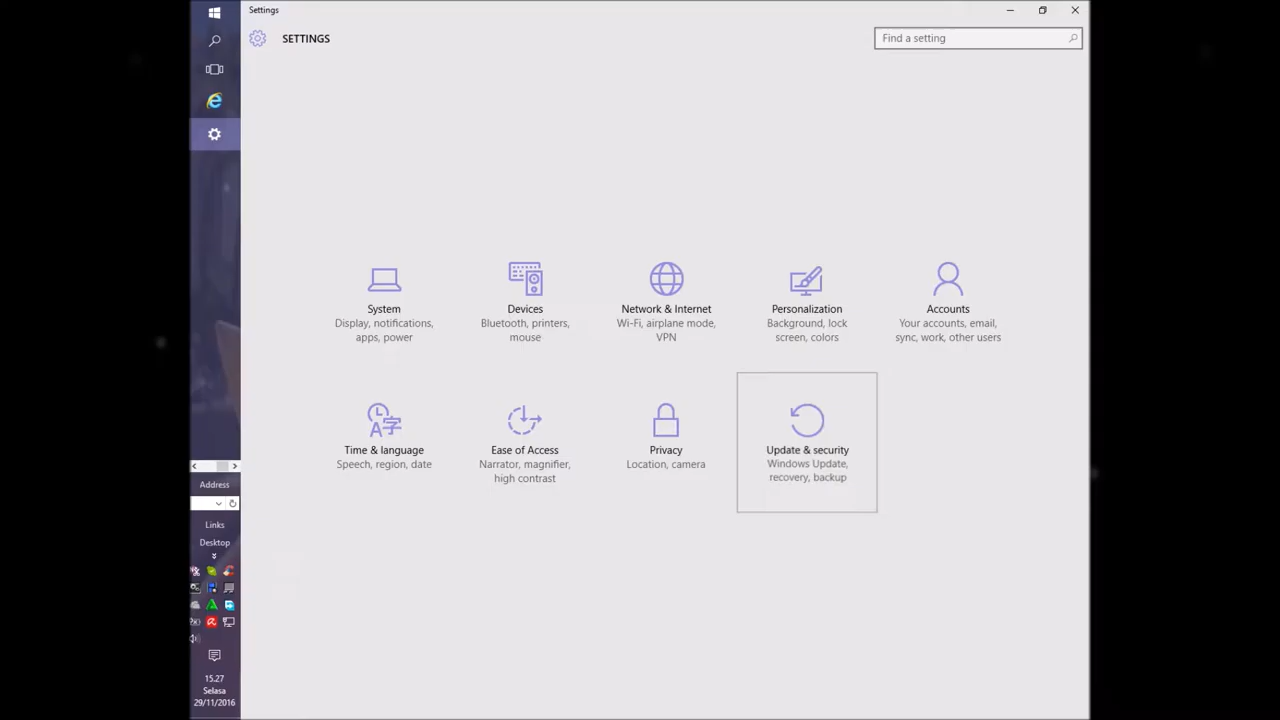 Settings
SETTINGS
Find a setting
System
Display, notifications,
apps, power
Devices
Bluetooth, printers,
mouse
Network & Internet
Wi-Fi, airplane mode,
VPN
Personalization
Background, lock
screen, colors
Accounts
Your accounts, email,
sync, work, other users
Time & language
Speech, region, date
Ease of Access
Narrator, magnifier,
high contrast
Privacy
Location, camera
Update & security
Windows Update,
recovery, backup
Address
Links
Desktop
15.27
Selasa
29/11/2016